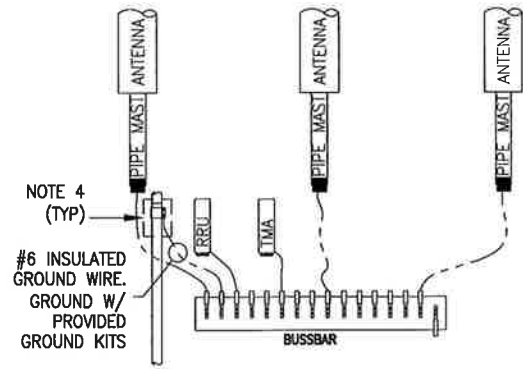 ANTENNA
PIPE MAST
ANTENNA
PIPE MAST
ANTENNA
PIPE MAST
NOTE 4
(TYP)
RRU
TMA
#6 INSULATED
GROUND WIRE.
GROUND W/
PROVIDED
GROUND KITS
BUSSBAR